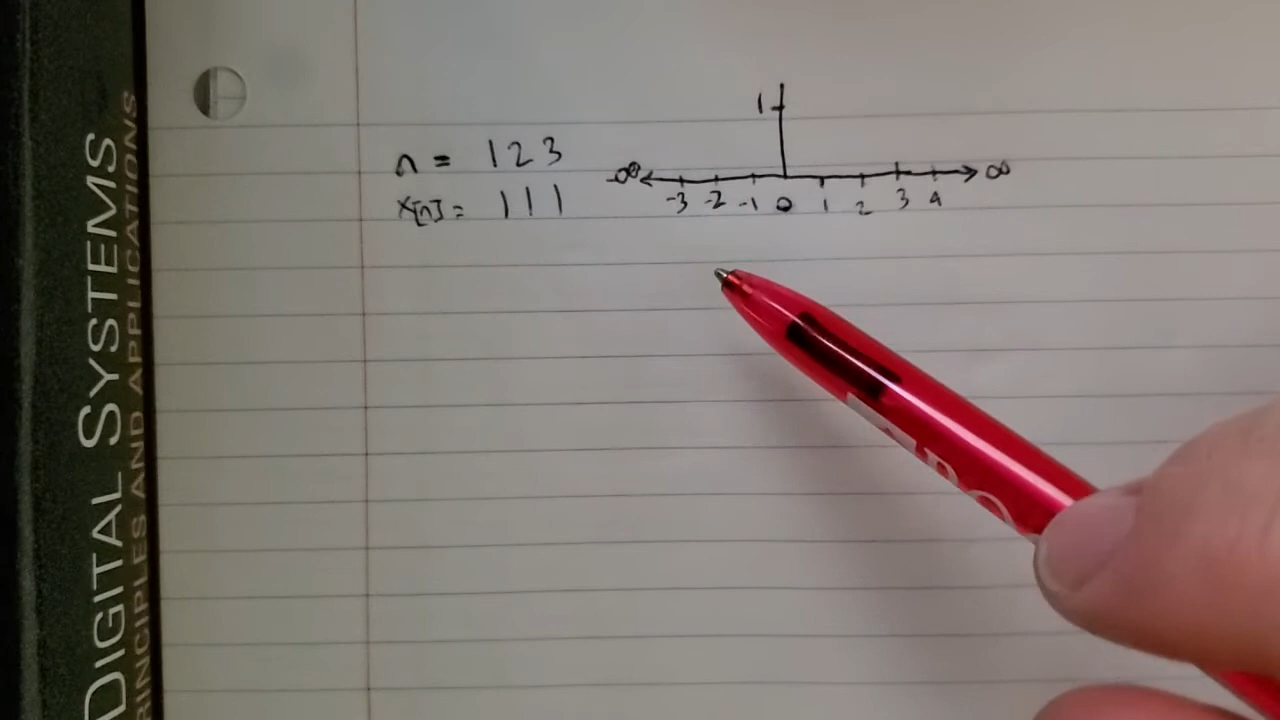 DIGITAL SYSTEMS
PRINCIPLES AND APPLICATIONS
n = 1 2 3
x[n] = 1 1 1
1
-∞ ∞
-3 -2 -1 0 1 2 3 4